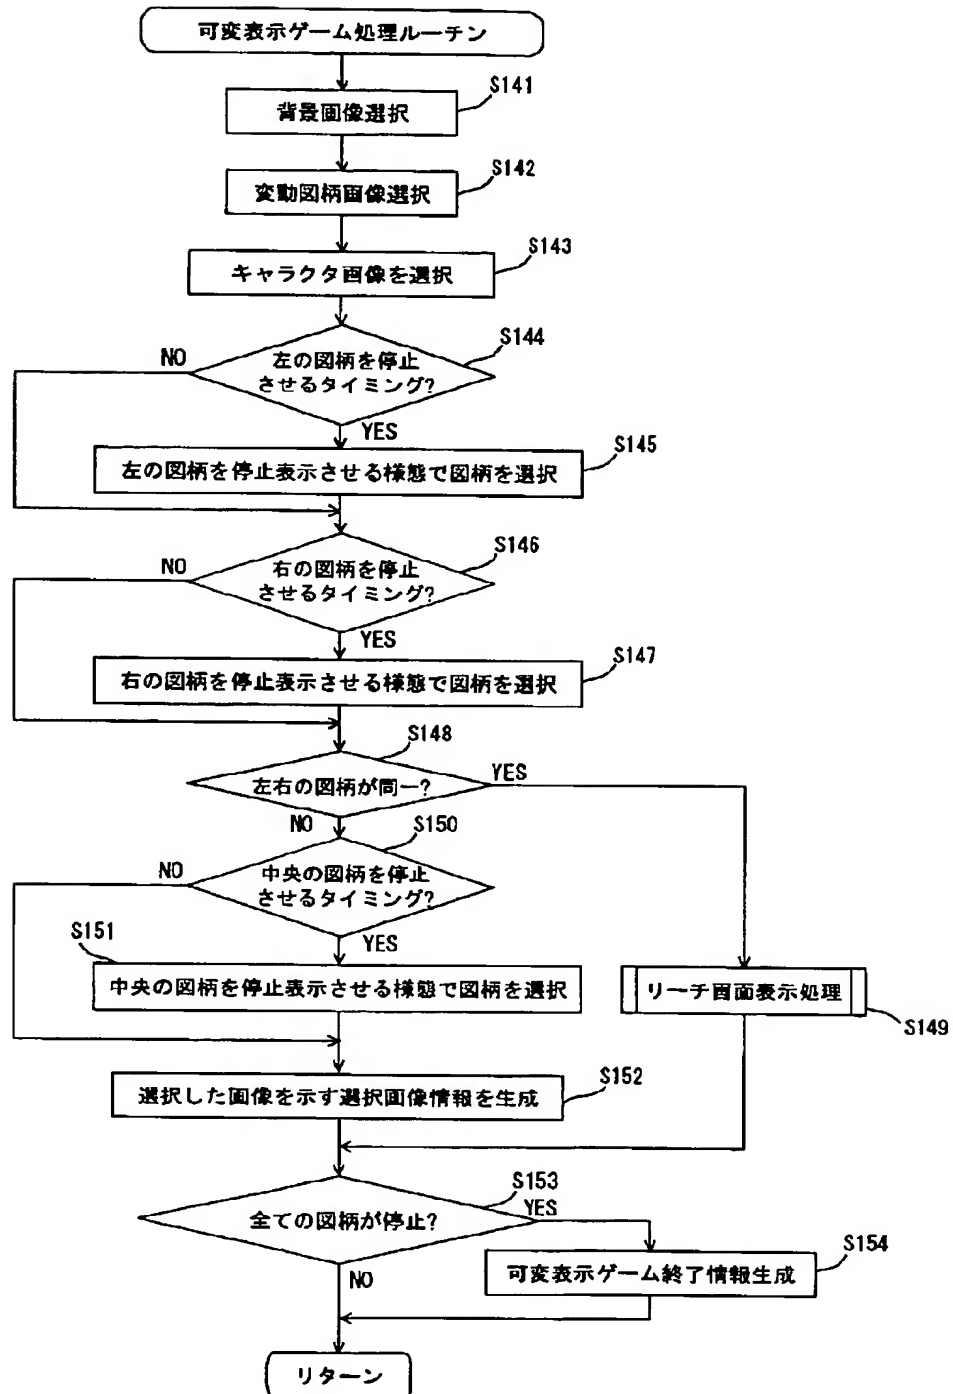 可変表示ゲーム処理ルーチン
S141
背景画像選択
S142
変動図柄画像選択
S143
キャラクタ画像を選択
S144
NO
左の図柄を停止
させるタイミング?
YES
S145
左の図柄を停止表示させる様態で図柄を選択
S146
NO
右の図柄を停止
させるタイミング?
YES
S147
右の図柄を停止表示させる様態で図柄を選択
S148
左右の図柄が同一?
YES
NO
S150
NO
中央の図柄を停止
させるタイミング?
YES
S151
中央の図柄を停止表示させる様態で図柄を選択
リーチ画面表示処理
S149
S152
選択した画像を示す選択画像情報を生成
S153
全ての図柄が停止?
YES
S154
可変表示ゲーム終了情報生成
NO
リターン